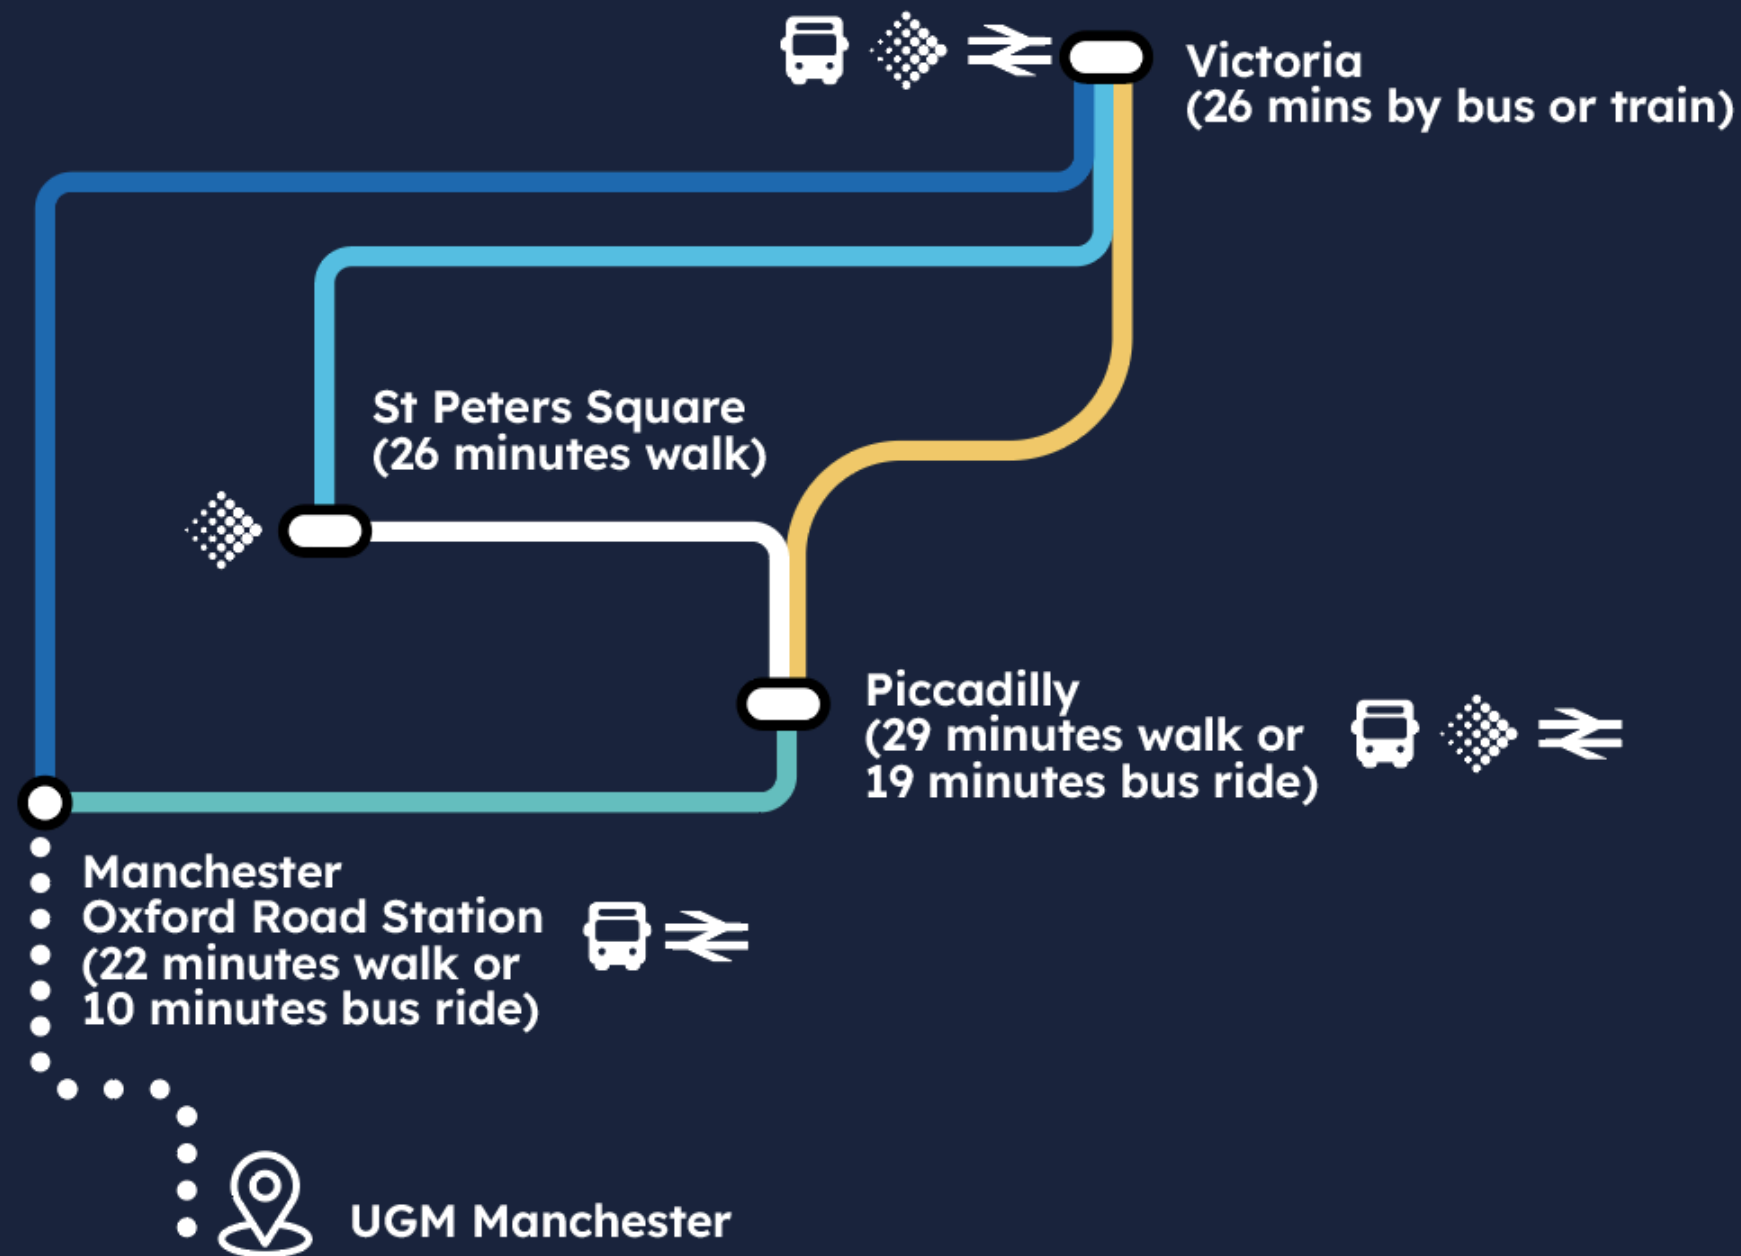 Victoria
(26 mins by bus or train)
St Peters Square
(26 minutes walk)
Piccadilly
(29 minutes walk or
19 minutes bus ride)
Manchester
Oxford Road Station
(22 minutes walk or
10 minutes bus ride)
UGM Manchester